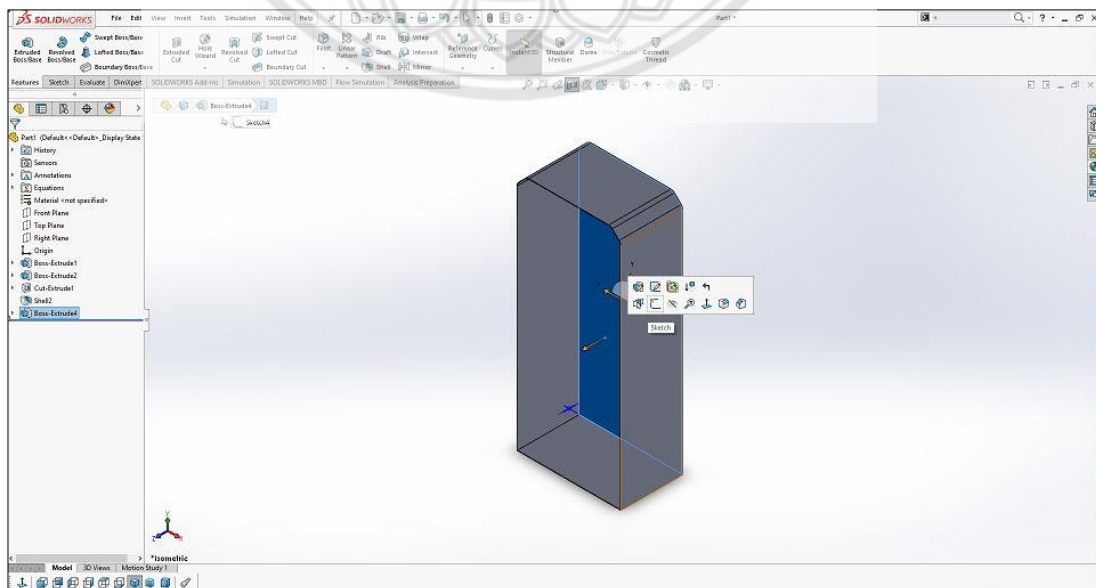 SOLIDWORKS File Edit View Insert Tools Simulation Window Help Part1 *
Extruded Boss/Base
Revolved Boss/Base
Swept Boss/Base
Lofted Boss/Base
Boundary Boss/Base
Extruded Cut
Hole Wizard
Revolved Cut
Swept Cut
Lofted Cut
Boundary Cut
Fillet
Linear Pattern
Rib
Draft
Shell
Wrap
Intersect
Mirror
Reference Geometry
Curves
Instant3D
Structural Member
Dome
Cosmetic Thread
Features Sketch Evaluate DimXpert SOLIDWORKS Add-Ins Simulation SOLIDWORKS MBD Flow Simulation Analysis Preparation
Boss-Extrude4
Sketch4
Part1 (Default<<Default>_Display State
History
Sensors
Annotations
Equations
Material <not specified>
Front Plane
Top Plane
Right Plane
Origin
Boss-Extrude1
Boss-Extrude2
Cut-Extrude1
Shell2
Boss-Extrude4
Sketch
Y
*Isometric
Model 3D Views Motion Study 1